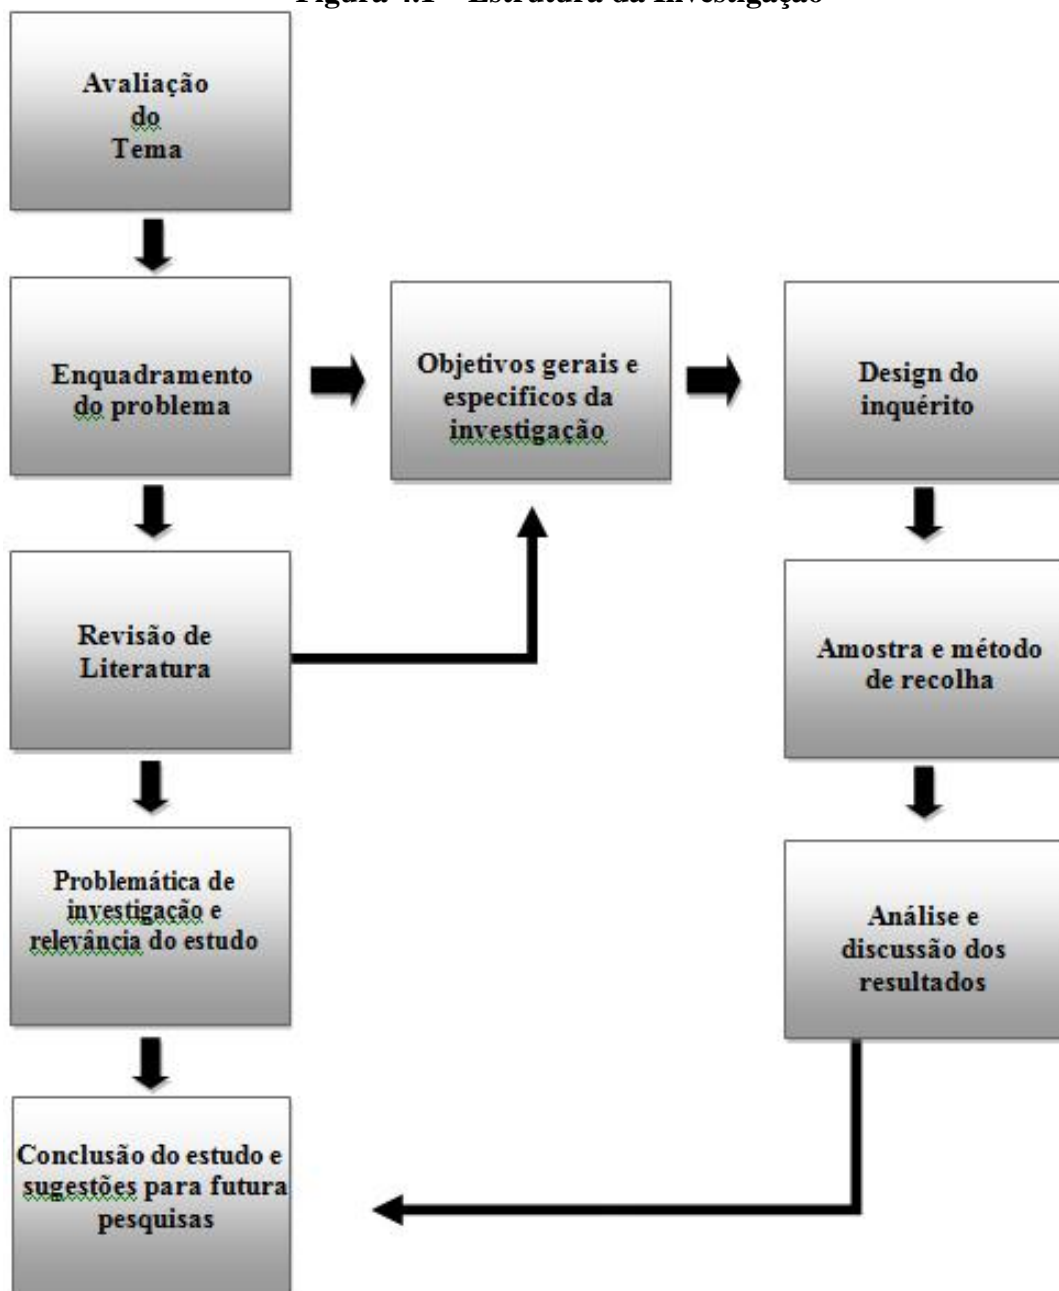 Figura 4.1 – Estrutura da Investigação
Avaliação
do
Tema
Enquadramento
do problema
Objetivos gerais e
especificos da
investigação
Design do
inquérito
Revisão de
Literatura
Amostra e método
de recolha
Problemática de
investigação e
relevância do estudo
Análise e
discussão dos
resultados
Conclusão do estudo e
sugestões para futura
pesquisas